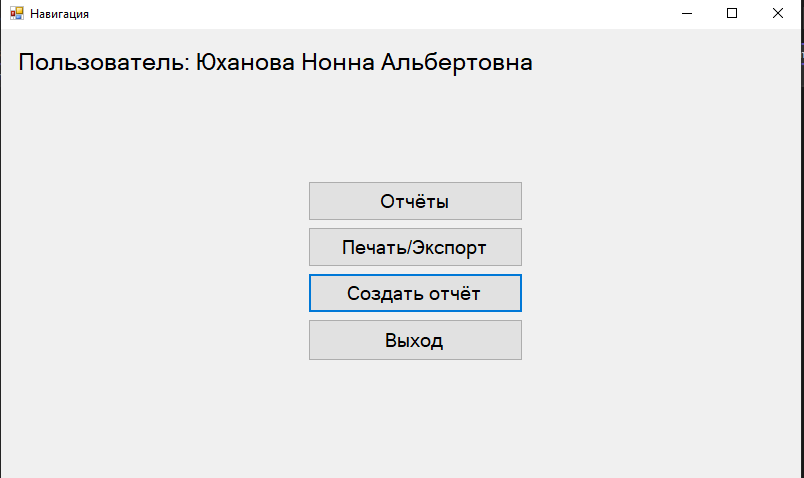 Навигация
Пользователь: Юханова Нонна Альбертовна
Отчёты
Печать/Экспорт
Создать отчёт
Выход